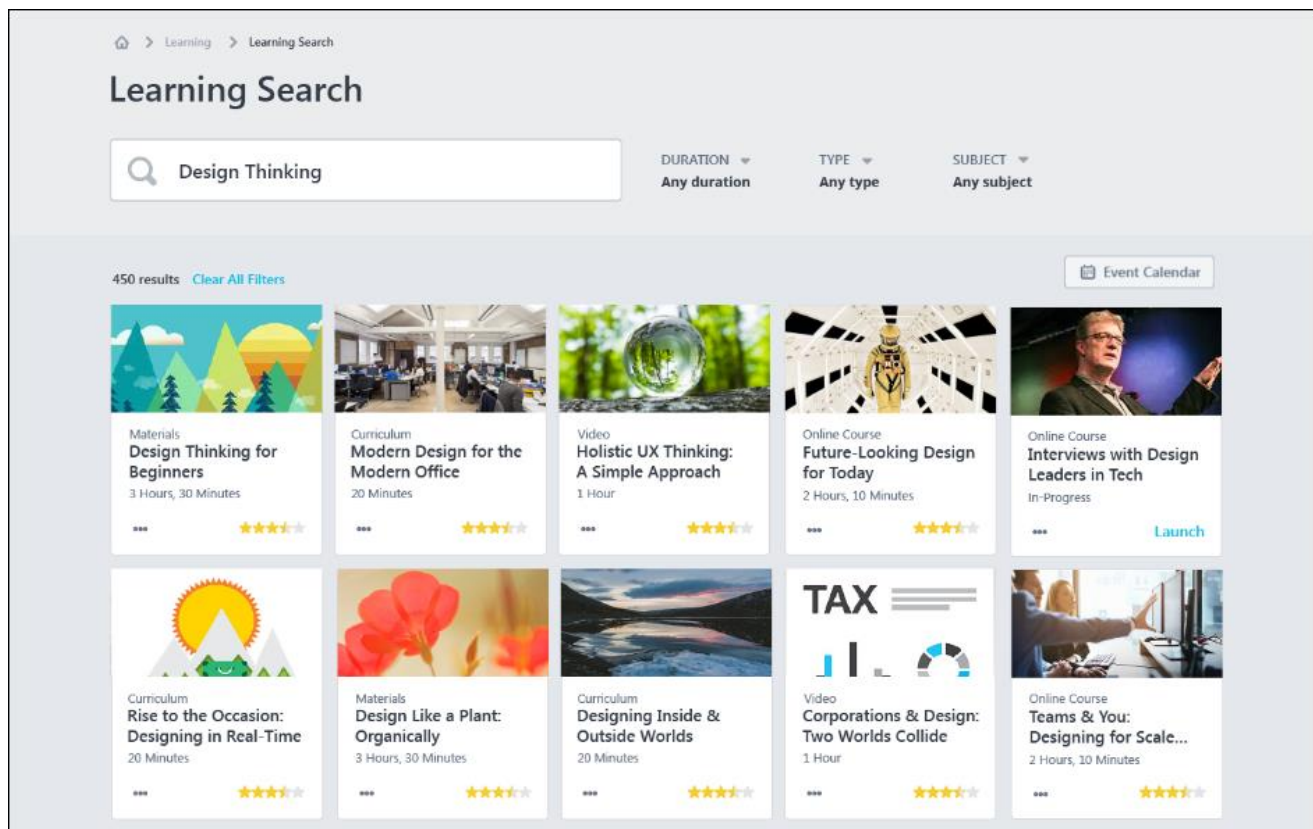 Learning > Learning Search
Learning Search
Design Thinking
DURATION
Any duration
TYPE
Any type
SUBJECT
Any subject
450 results Clear All Filters
Event Calendar
Materials
Design Thinking for
Beginners
3 Hours, 30 Minutes
Curriculum
Modern Design for the
Modern Office
20 Minutes
Video
Holistic UX Thinking:
A Simple Approach
1 Hour
Online Course
Future-Looking Design
for Today
2 Hours, 10 Minutes
Online Course
Interviews with Design
Leaders in Tech
In-Progress
Launch
Curriculum
Rise to the Occasion:
Designing in Real-Time
20 Minutes
Materials
Design Like a Plant:
Organically
3 Hours, 30 Minutes
Curriculum
Designing Inside &
Outside Worlds
20 Minutes
TAX
Video
Corporations & Design:
Two Worlds Collide
1 Hour
Online Course
Teams & You:
Designing for Scale...
2 Hours, 10 Minutes